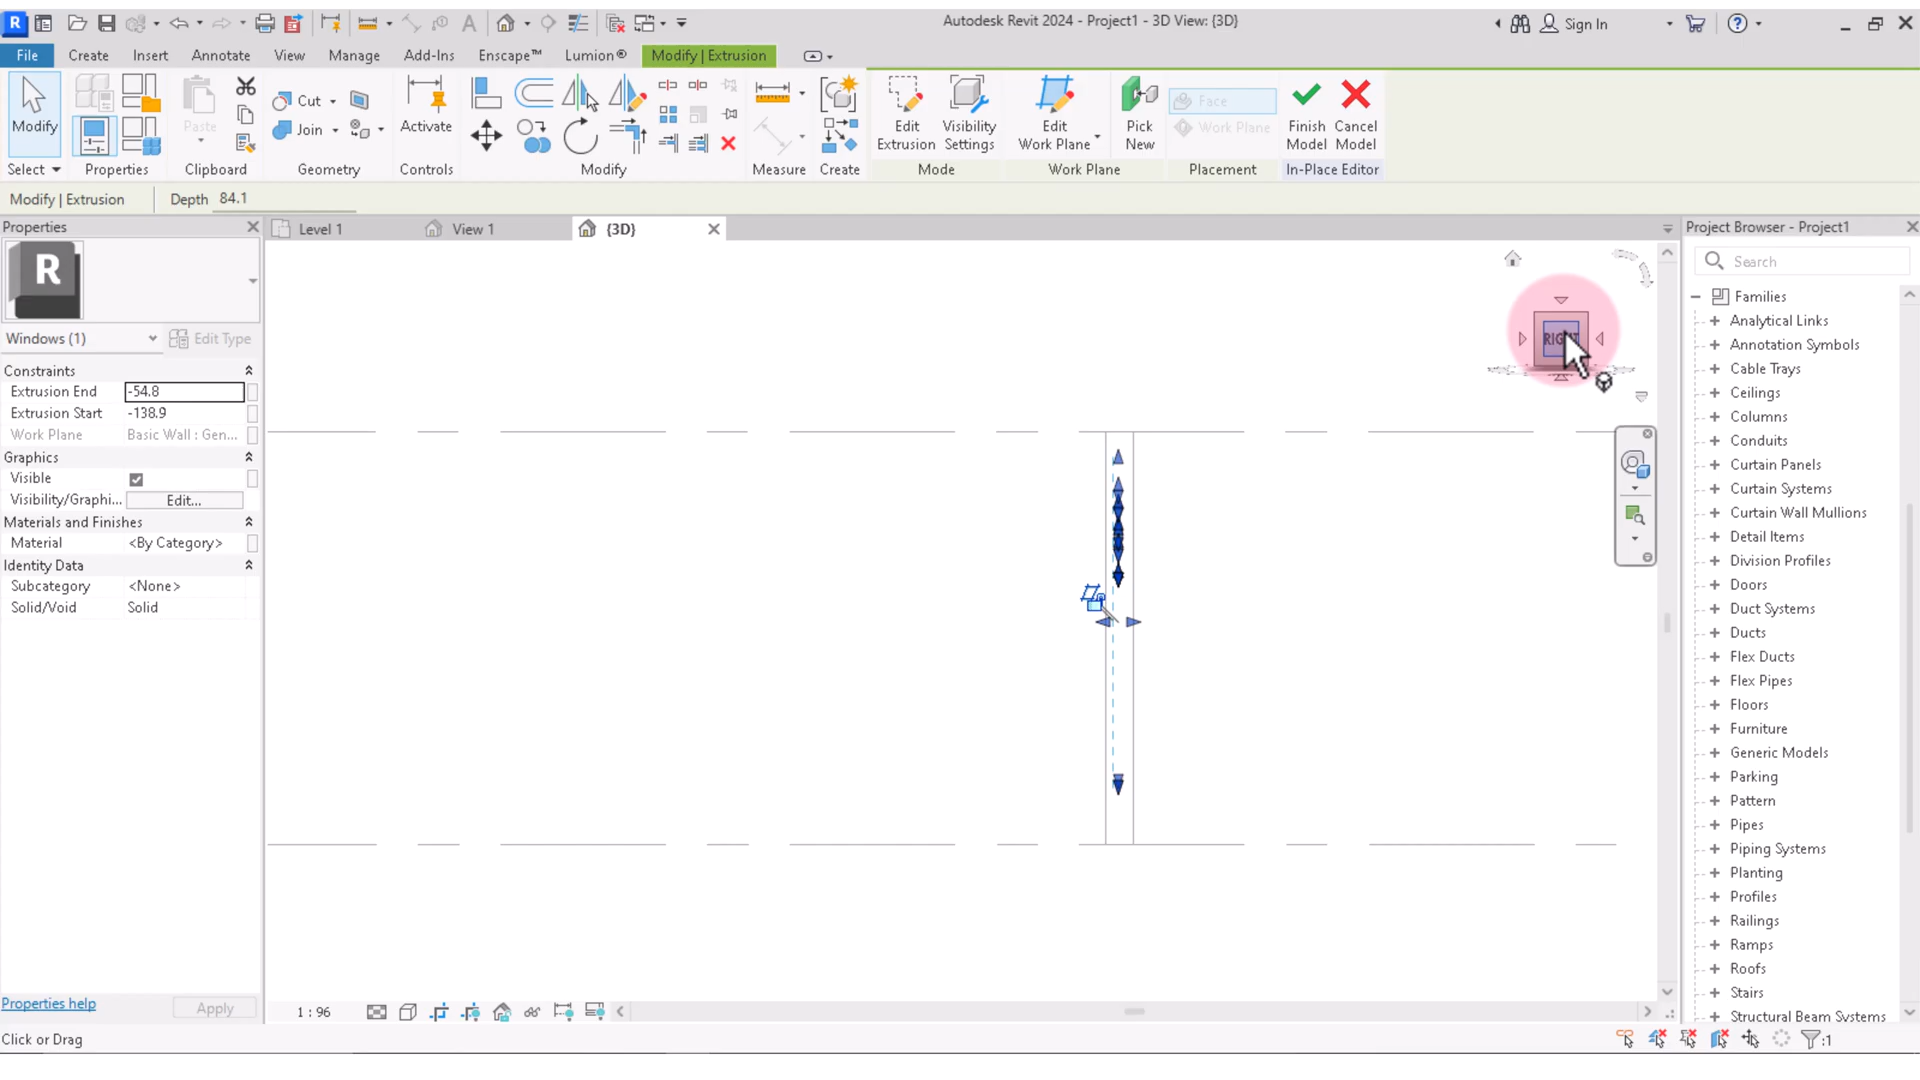 Autodesk Revit 2024 - Project1 - 3D View: {3D}
Sign In
File Create Insert Annotate View Manage Add-Ins Enscape™ Lumion® Modify | Extrusion
Modify
Paste
Cut
Join
Activate
Edit Extrusion
Visibility Settings
Edit Work Plane
Pick New
Face
Work Plane
Finish Model
Cancel Model
Select Properties Clipboard Geometry Controls Modify Measure Create Mode Work Plane Placement In-Place Editor
Modify | Extrusion Depth 84.1
Properties
Level 1 View 1 {3D}
Project Browser - Project1
R
Search
Windows (1) Edit Type
Constraints
Extrusion End -54.8
Extrusion Start -138.9
Work Plane Basic Wall : Gen...
Graphics
Visible
Visibility/Graphi... Edit...
Materials and Finishes
Material <By Category>
Identity Data
Subcategory <None>
Solid/Void Solid
Families
Analytical Links
Annotation Symbols
Cable Trays
Ceilings
Columns
Conduits
Curtain Panels
Curtain Systems
Curtain Wall Mullions
Detail Items
Division Profiles
Doors
Duct Systems
Ducts
Flex Ducts
Flex Pipes
Floors
Furniture
Generic Models
Parking
Pattern
Pipes
Piping Systems
Planting
Profiles
Railings
Ramps
Roofs
Stairs
Structural Beam Systems
Properties help Apply
1 : 96
Click or Drag
:1